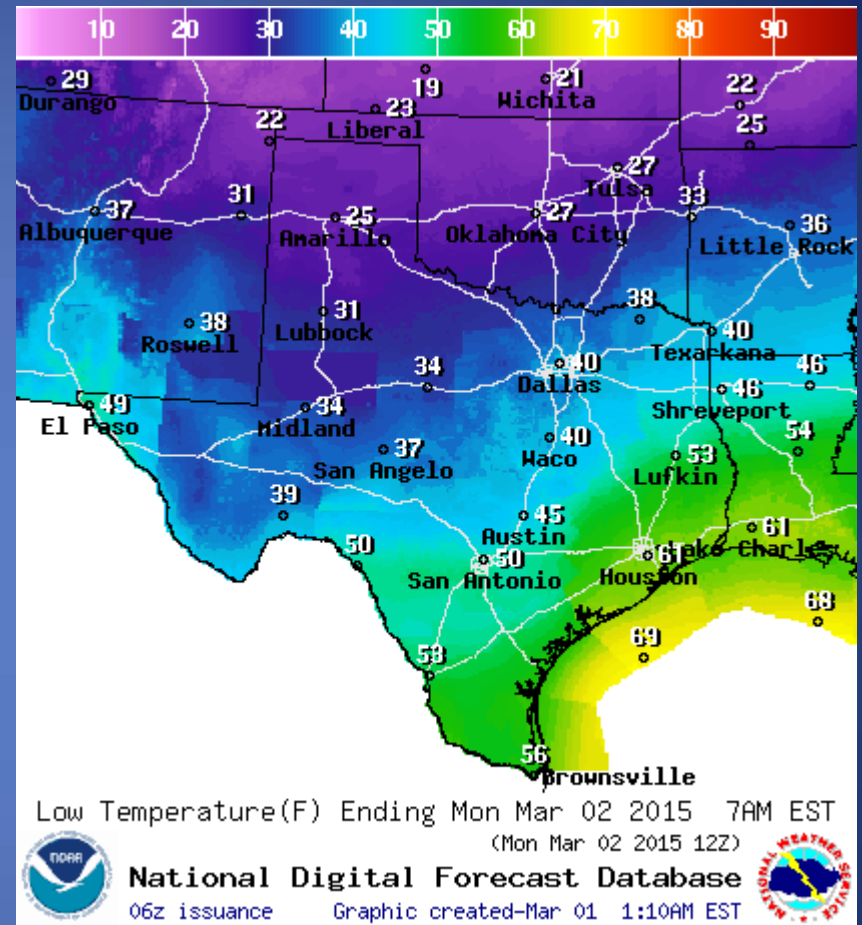 10 20 30 40 50 60 70 80 90
29 19 21
Durango Wichita
23 22
Liberal
22 25
27
Tulsa
37 31 25 27 33 36
Albuquerque Amarillo Oklahoma City Little Rock
38 31 38
Roswell Lubbock
40
Texarkana
34 40 46
Dallas
49 34 46
El Paso Midland Shreveport
37 40 53 54
San Angelo Waco Lufkin
39 45 61
Austin
50 50 61 Lake Charles
San Antonio Houston
68
53 69
56
Brownsville
Low Temperature(F) Ending Mon Mar 02 2015 7AM EST
(Mon Mar 02 2015 12Z)
NOAA
National Digital Forecast Database
06z issuance Graphic created-Mar 01 1:10AM EST
NATIONAL WEATHER SERVICE